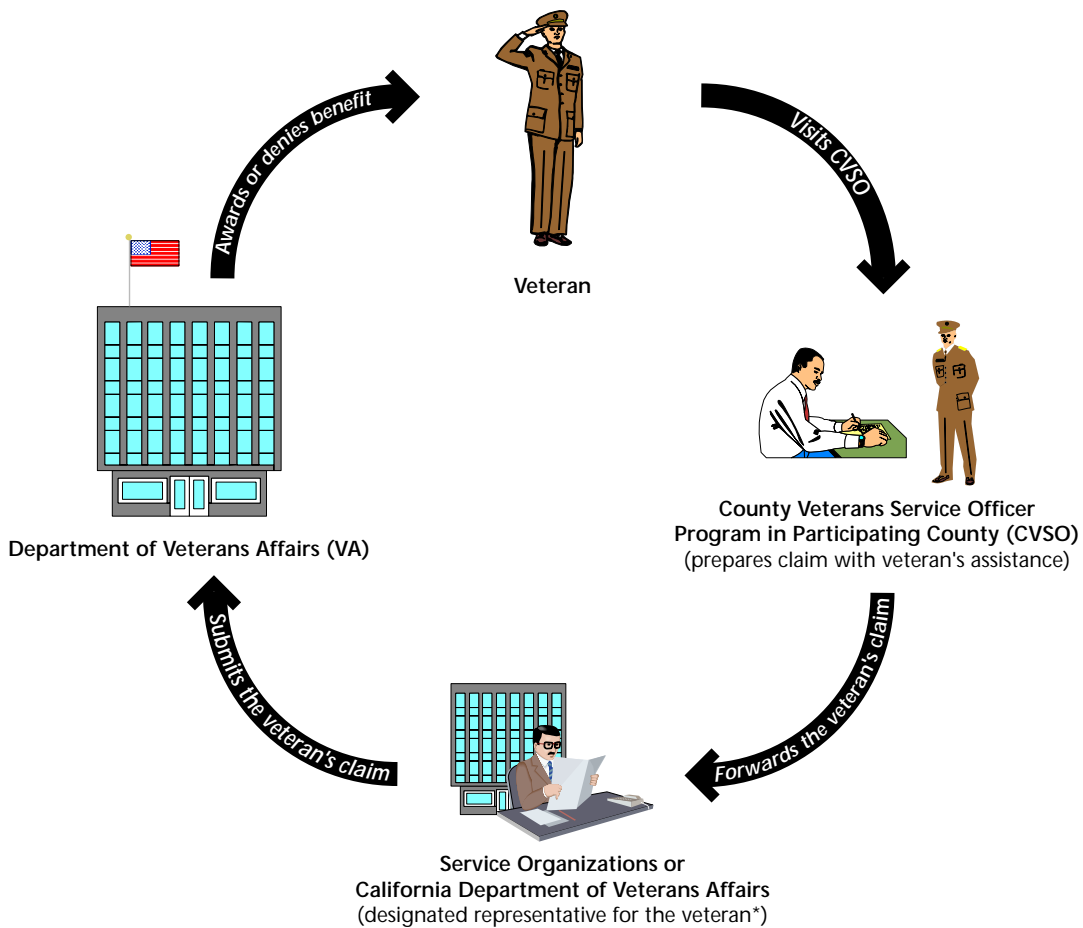 Veteran
Visits CVSO
County Veterans Service Officer
Program in Participating County (CVSO)
(prepares claim with veteran's assistance)
Forwards the veteran's claim
Service Organizations or
California Department of Veterans Affairs
(designated representative for the veteran*)
Submits the veteran's claim
Department of Veterans Affairs (VA)
Awards or denies benefit